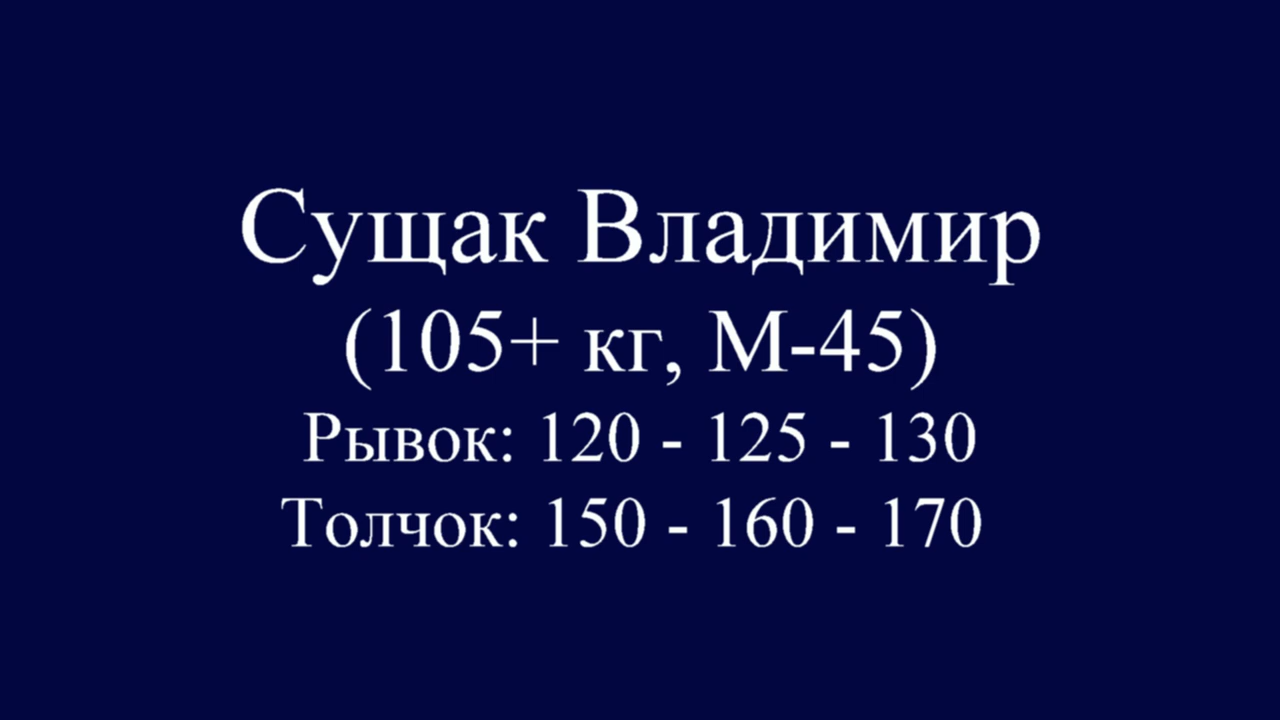 Сущак Владимир
(105+ кг, М-45)
Рывок: 120 - 125 - 130
Толчок: 150 - 160 - 170